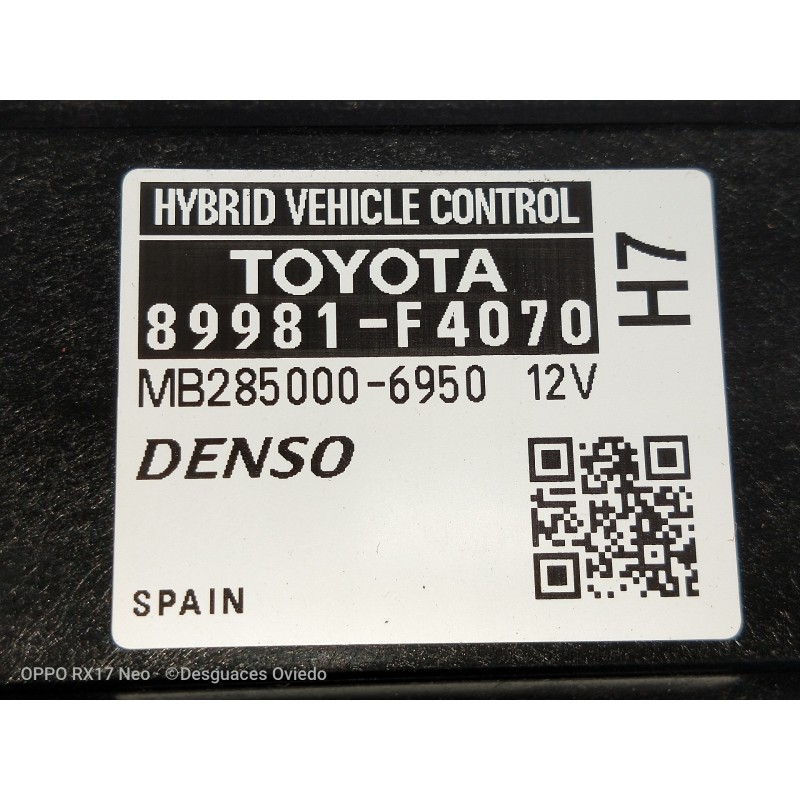 HYBRID VEHICLE CONTROL
TOYOTA
89981-F4070
H7
MB285000-6950 12V
DENSO
SPAIN
OPPO RX17 Neo - ©Desguaces Oviedo